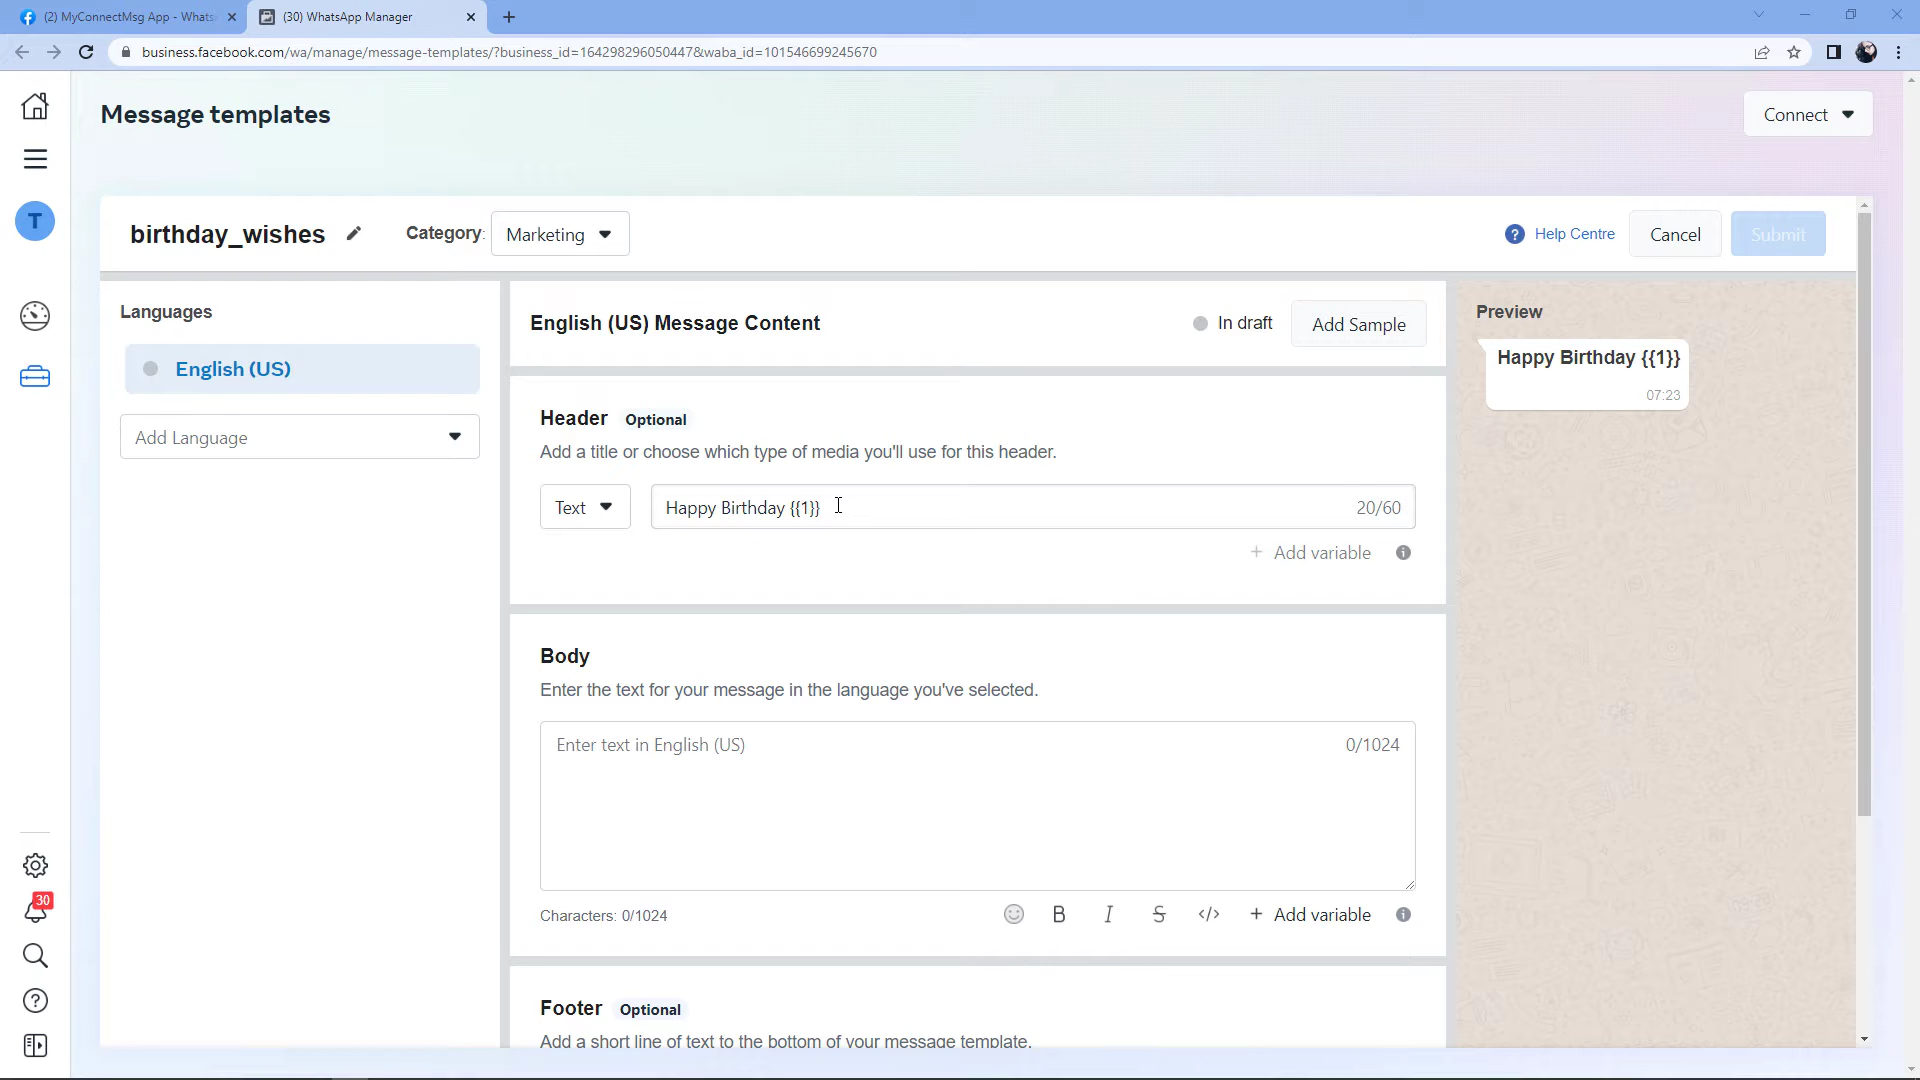 (2) MyConnectMsg App - Whats
(30) WhatsApp Manager
business.facebook.com/wa/manage/message-templates/?business_id=164298296050447&waba_id=101546699245670
Message templates
Connect
T
birthday_wishes
Category:
Marketing
? Help Centre
Cancel
Submit
Languages
English (US)
Add Language
English (US) Message Content
In draft
Add Sample
Header Optional
Add a title or choose which type of media you'll use for this header.
Text
Happy Birthday {{1}}
20/60
+ Add variable
Body
Enter the text for your message in the language you've selected.
Enter text in English (US)
0/1024
Characters: 0/1024
B I S </> + Add variable
Footer Optional
Add a short line of text to the bottom of your message template.
Preview
Happy Birthday {{1}}
07:23
30